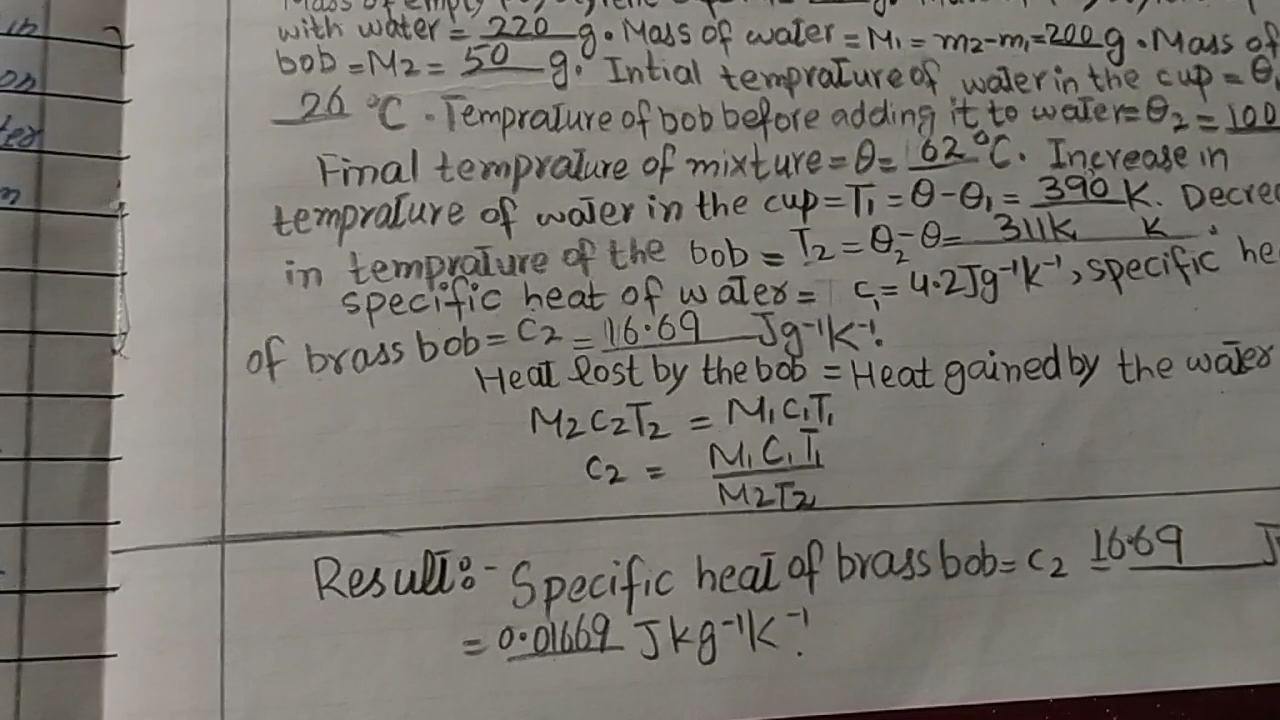 Mass of empty
with water = 220 g. Mass of water = M₁ = m₂-m₁=200g. Mass of
bob = M₂ = 50 g. Intial temprature of water in the cup = θ₁
26 °C. Temprature of bob before adding it to water= θ₂ = 100
Final temprature of mixture = θ= 62°C. Increase in
temprature of water in the cup = T₁ = θ-θ₁ = 390 K. Decre
in temprature of the bob = T₂ = θ₂-θ= 311k K.
specific heat of water = c₁= 4.2Jg⁻¹k⁻¹, specific he
of brass bob = C₂ = 16.69 Jg⁻¹k⁻¹.
Heat lost by the bob = Heat gained by the water
M₂C₂T₂ = M₁C₁T₁
C₂ = M₁C₁T₁
M₂T₂
Result:- Specific heat of brass bob= C₂ 16.69 J
= 0.01669 Jkg⁻¹K⁻¹.